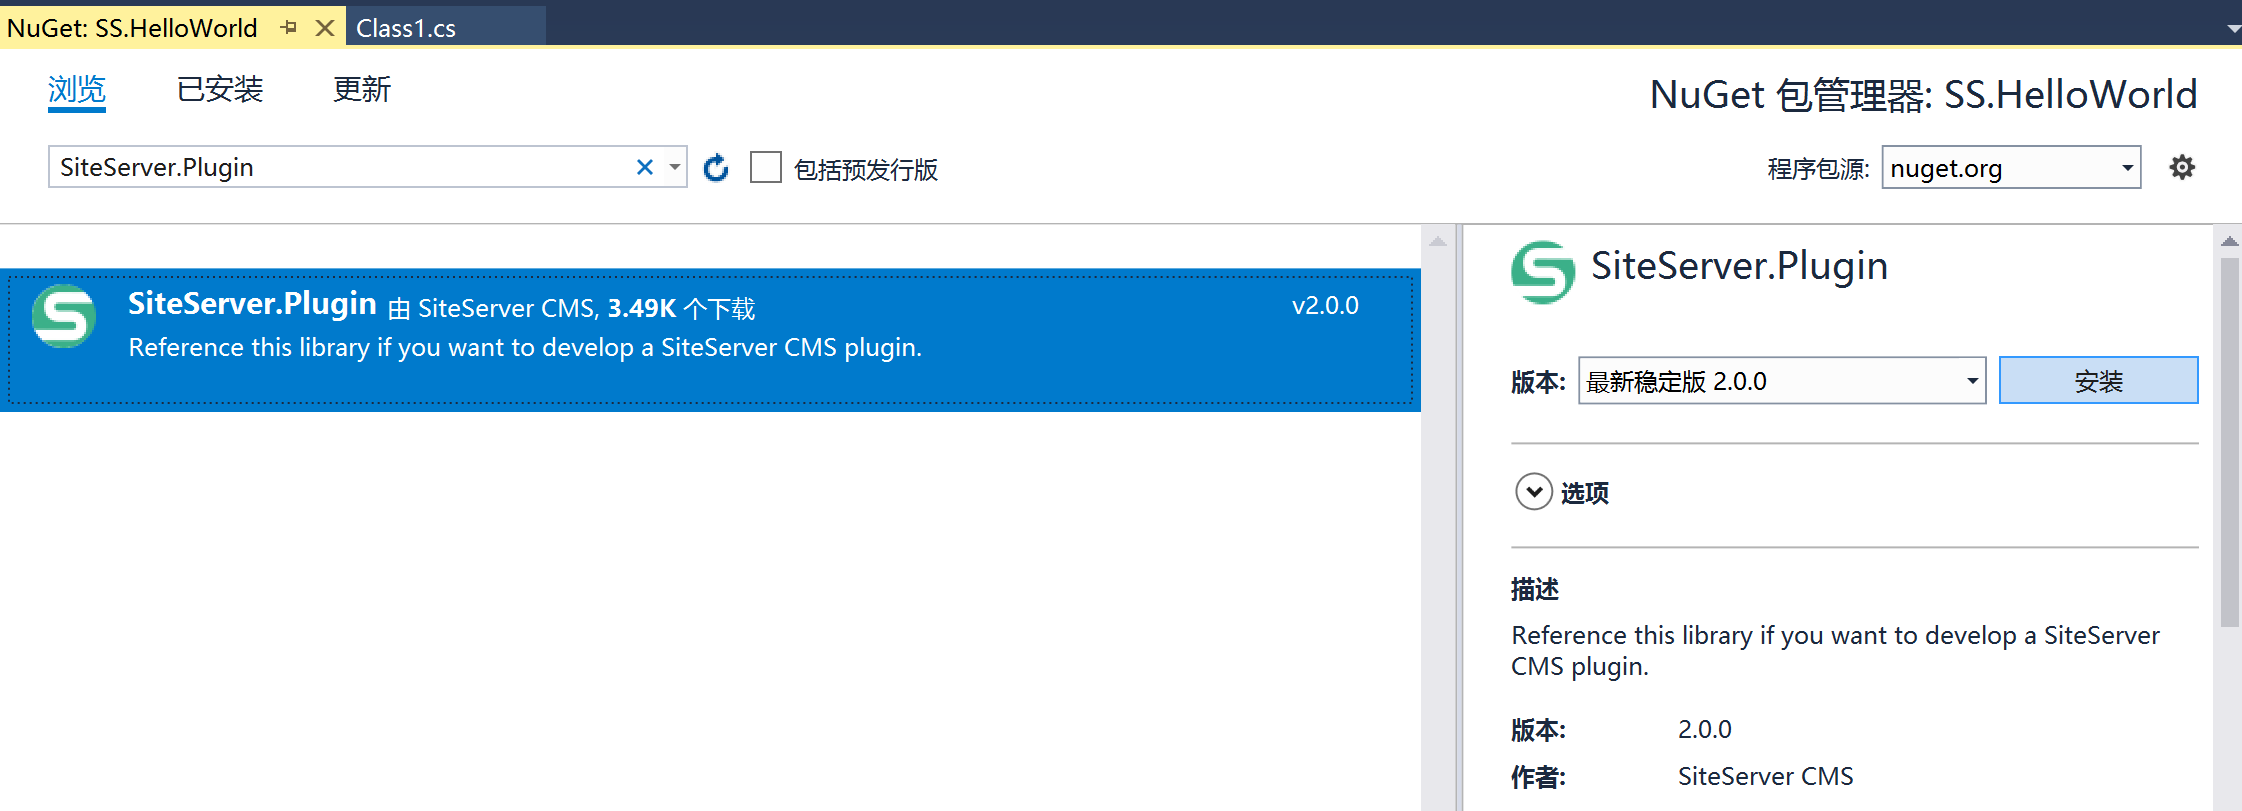 NuGet: SS.HelloWorld
Class1.cs
浏览 已安装 更新
NuGet 包管理器: SS.HelloWorld
SiteServer.Plugin
包括预发行版
程序包源: nuget.org
SiteServer.Plugin 由 SiteServer CMS, 3.49K 个下载
v2.0.0
Reference this library if you want to develop a SiteServer CMS plugin.
SiteServer.Plugin
版本: 最新稳定版 2.0.0
安装
选项
描述
Reference this library if you want to develop a SiteServer
CMS plugin.
版本: 2.0.0
作者: SiteServer CMS